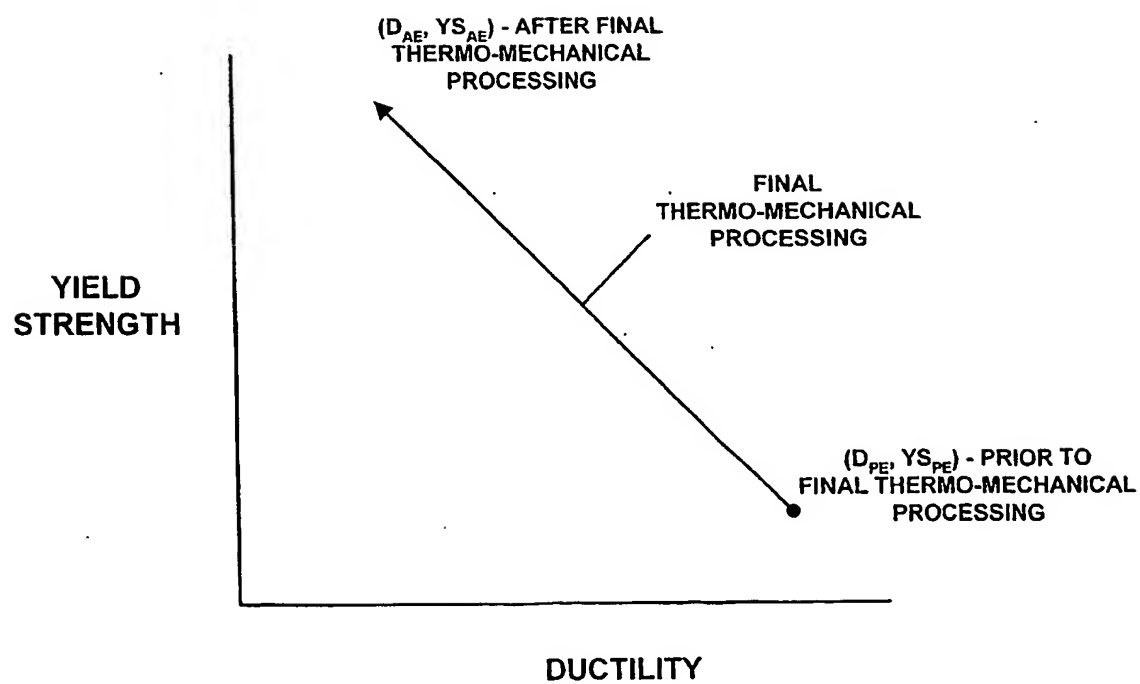 (D_AE, YS_AE) - AFTER FINAL
THERMO-MECHANICAL
PROCESSING
FINAL
THERMO-MECHANICAL
PROCESSING
YIELD
STRENGTH
(D_PE, YS_PE) - PRIOR TO
FINAL THERMO-MECHANICAL
PROCESSING
DUCTILITY